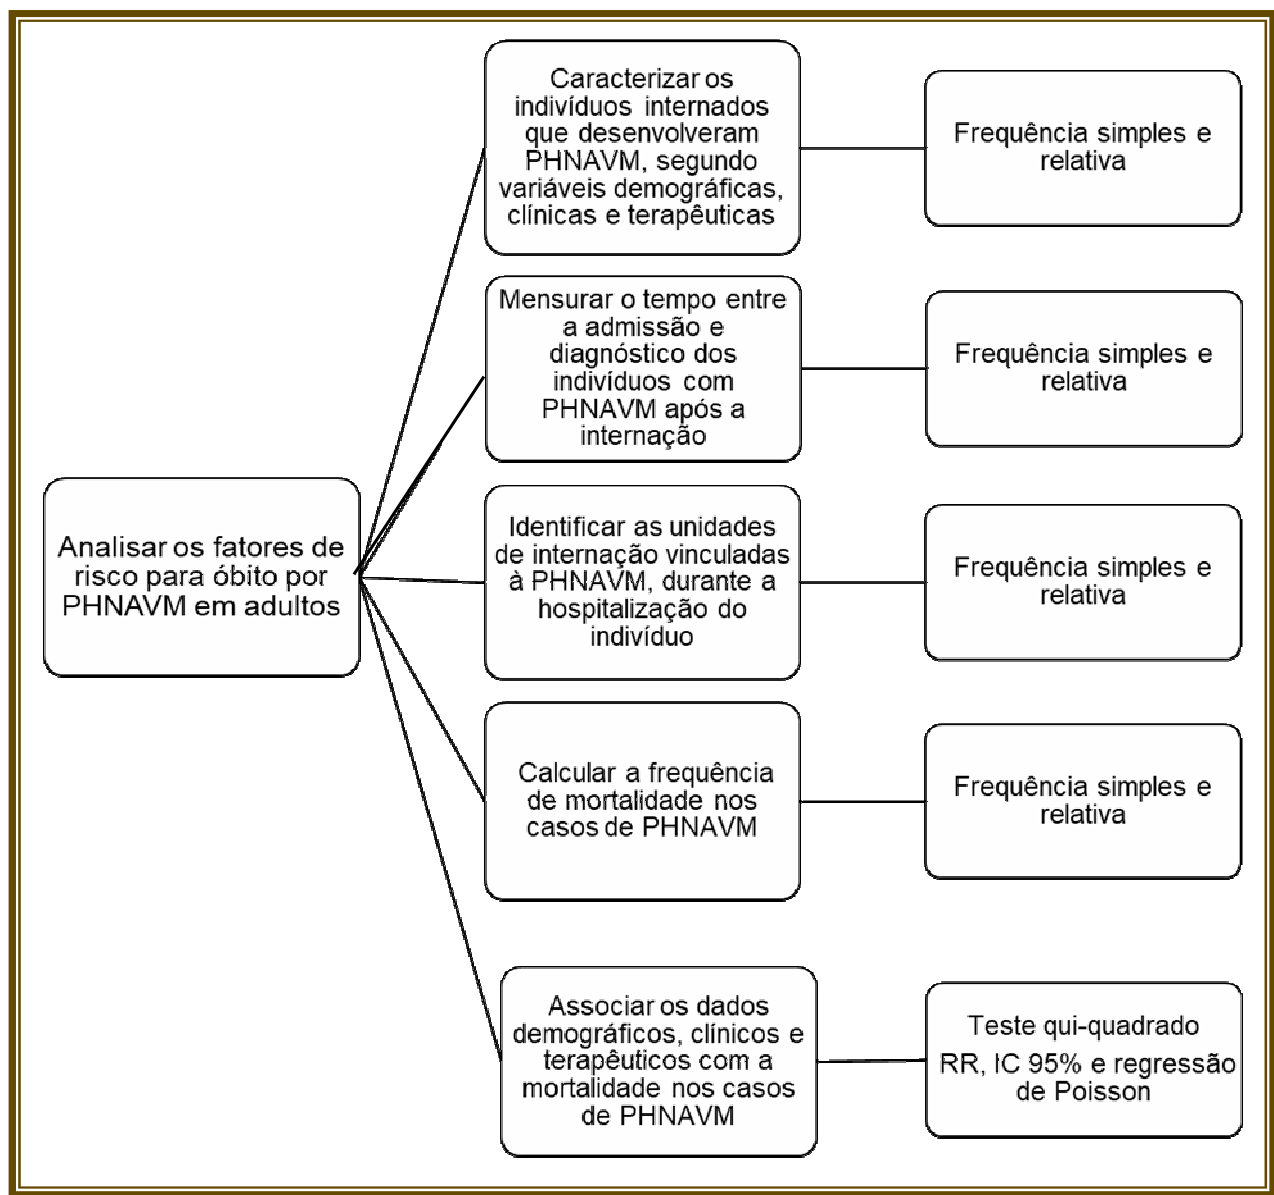 Analisar os fatores de
risco para óbito por
PHNAVM em adultos
Caracterizar os
indivíduos internados
que desenvolveram
PHNAVM, segundo
variáveis demográficas,
clínicas e terapêuticas
Frequência simples e
relativa
Mensurar o tempo entre
a admissão e
diagnóstico dos
indivíduos com
PHNAVM após a
internação
Frequência simples e
relativa
Identificar as unidades
de internação vinculadas
à PHNAVM, durante a
hospitalização do
indivíduo
Frequência simples e
relativa
Calcular a frequência
de mortalidade nos
casos de PHNAVM
Frequência simples e
relativa
Associar os dados
demográficos, clínicos e
terapêuticos com a
mortalidade nos casos
de PHNAVM
Teste qui-quadrado
RR, IC 95% e regressão
de Poisson